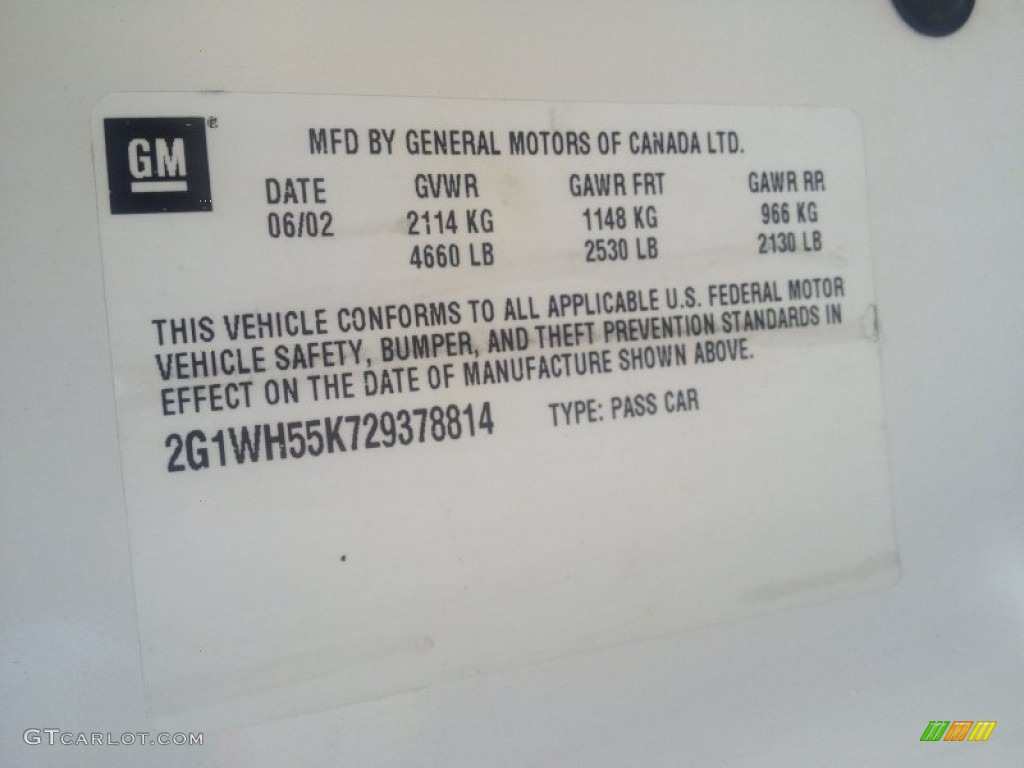 GM®
MFD BY GENERAL MOTORS OF CANADA LTD.
DATE GVWR GAWR FRT GAWR RR
06/02 2114 KG 1148 KG 966 KG
4660 LB 2530 LB 2130 LB
THIS VEHICLE CONFORMS TO ALL APPLICABLE U.S. FEDERAL MOTOR
VEHICLE SAFETY, BUMPER, AND THEFT PREVENTION STANDARDS IN
EFFECT ON THE DATE OF MANUFACTURE SHOWN ABOVE.
2G1WH55K729378814 TYPE: PASS CAR
GTCARLOT.COM